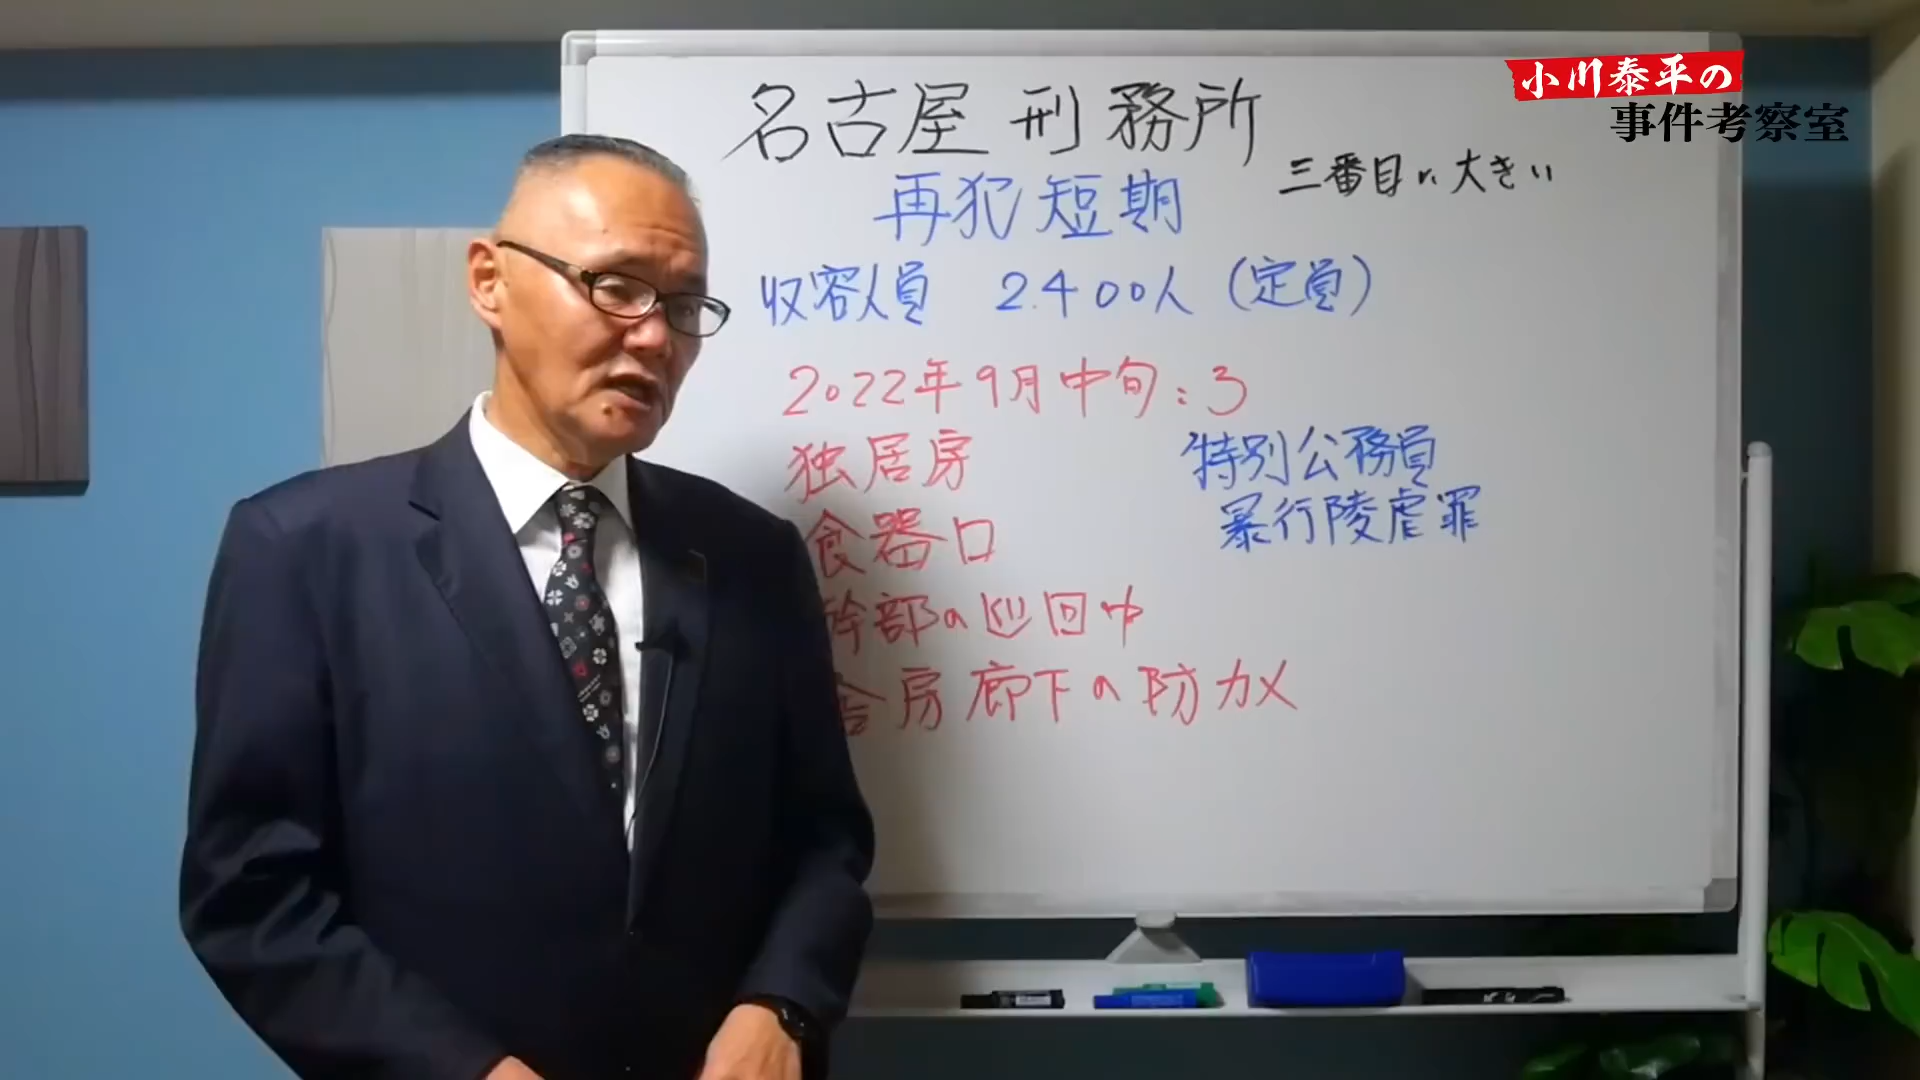 小川泰平の
事件考察室
名古屋刑務所
三番目に大きい
再犯短期
収容人員 2.400人(定員)
2022年9月中旬:3
独居房
特別公務員
食器口
暴行陵虐罪
幹部の巡回中
舎房廊下の防カメ